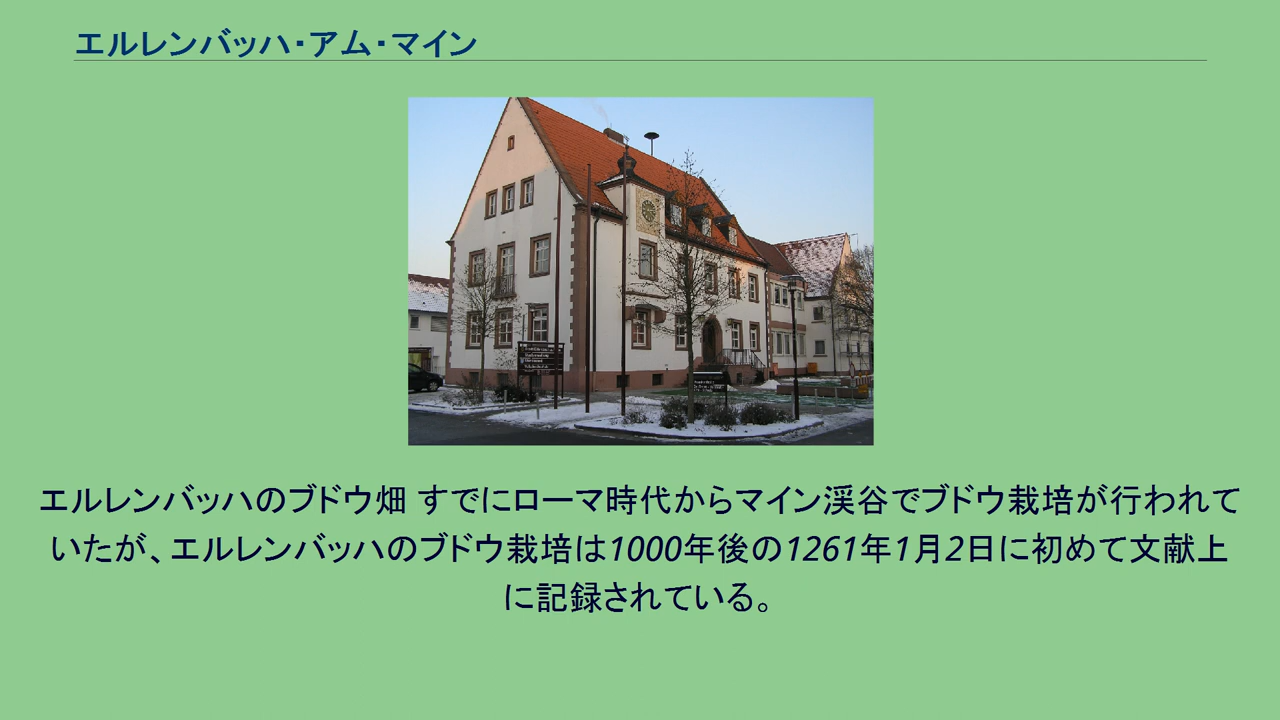 エルレンバッハ・アム・マイン
エルレンバッハのブドウ畑 すでにローマ時代からマイン渓谷でブドウ栽培が行われて
いたが、エルレンバッハのブドウ栽培は1000年後の1261年1月2日に初めて文献上
に記録されている。